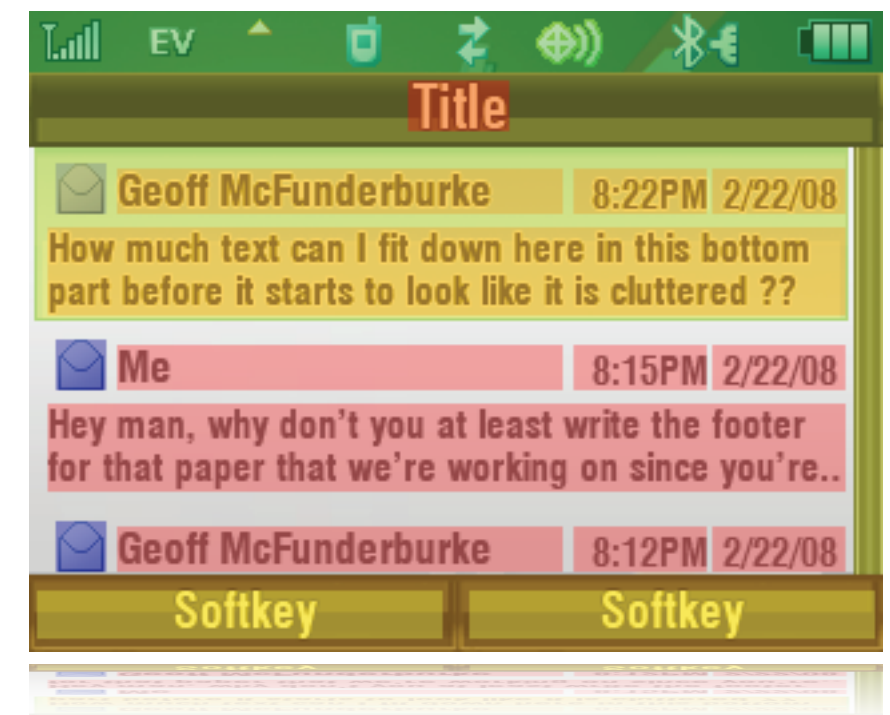 EV
Title
Geoff McFunderburke 8:22PM 2/22/08
How much text can I fit down here in this bottom
part before it starts to look like it is cluttered ??
Me 8:15PM 2/22/08
Hey man, why don't you at least write the footer
for that paper that we're working on since you're..
Geoff McFunderburke 8:12PM 2/22/08
Softkey Softkey